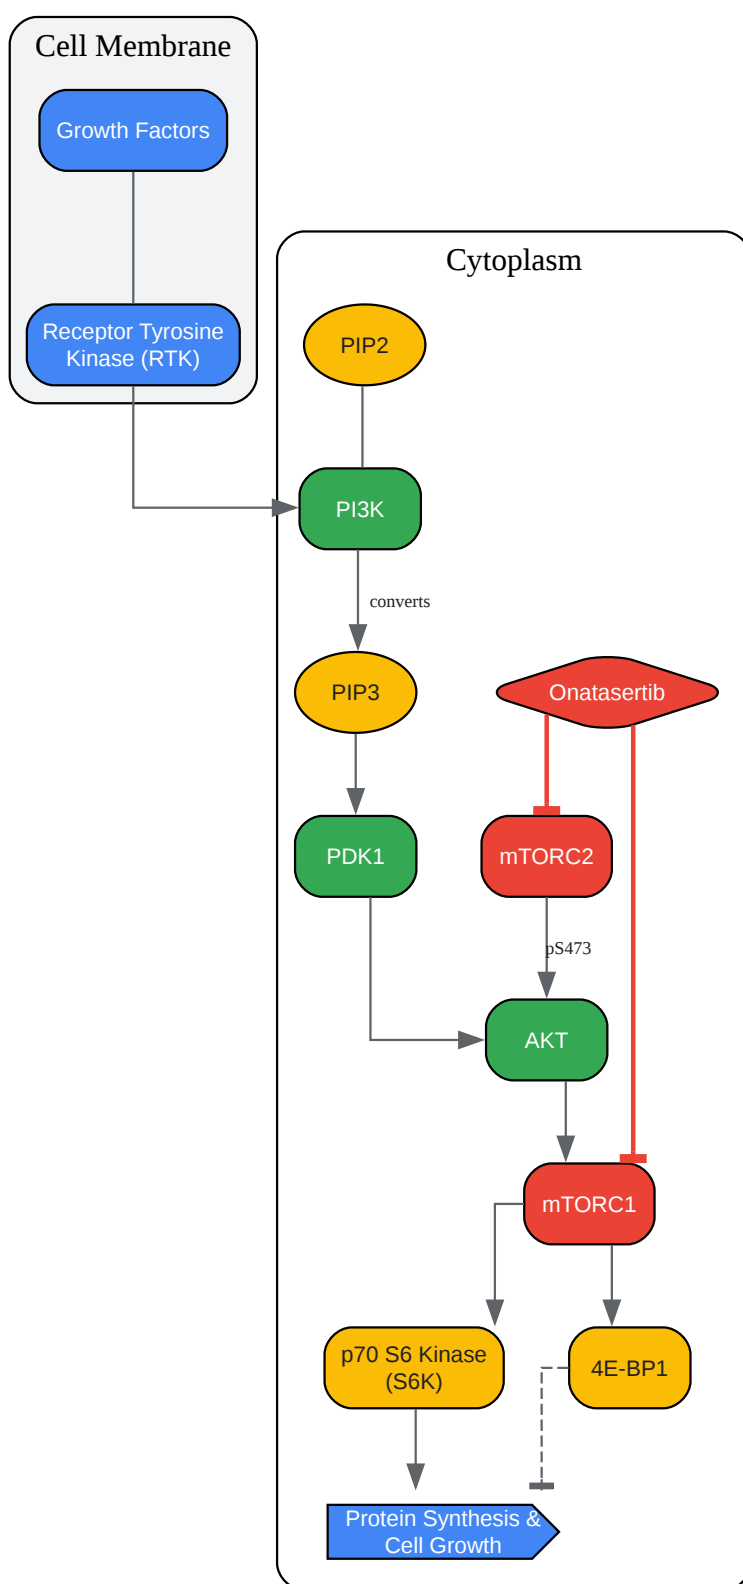 Cell Membrane
Growth Factors
Receptor Tyrosine
Kinase (RTK)
Cytoplasm
PIP2
PI3K
converts
PIP3
Onatasertib
PDK1
mTORC2
pS473
AKT
mTORC1
p70 S6 Kinase
(S6K)
4E-BP1
Protein Synthesis &
Cell Growth